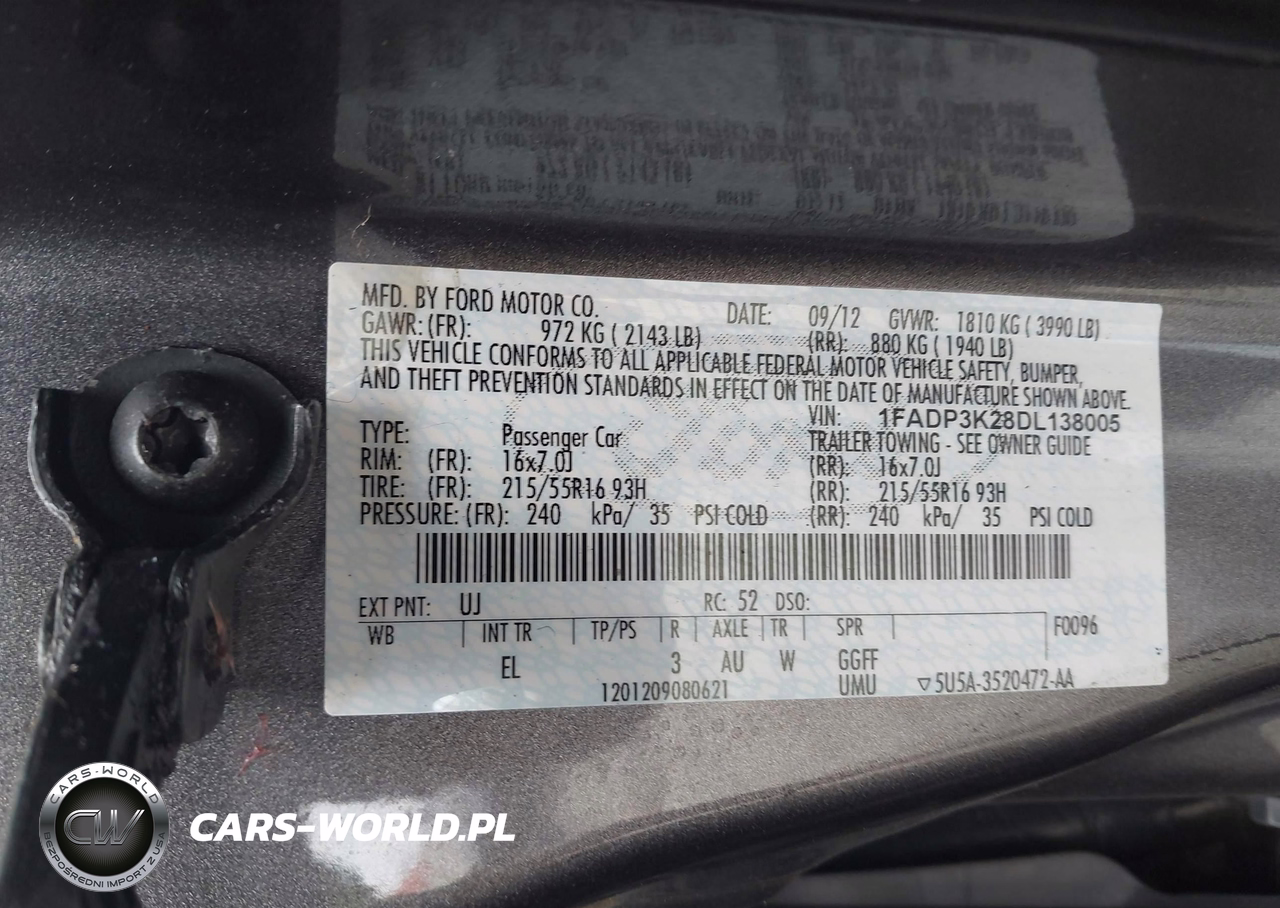 MFD. BY FORD MOTOR CO. DATE: 09/12 GVWR: 1810 KG ( 3990 LB)
GAWR: (FR): 972 KG ( 2143 LB) (RR): 880 KG ( 1940 LB)
THIS VEHICLE CONFORMS TO ALL APPLICABLE FEDERAL MOTOR VEHICLE SAFETY, BUMPER,
AND THEFT PREVENTION STANDARDS IN EFFECT ON THE DATE OF MANUFACTURE SHOWN ABOVE.
VIN: 1FADP3K28DL138005
TYPE: Passenger Car TRAILER TOWING - SEE OWNER GUIDE
RIM: (FR): 16x7.0J (RR): 16x7.0J
TIRE: (FR): 215/55R16 93H (RR): 215/55R16 93H
PRESSURE: (FR): 240 kPa/ 35 PSI COLD (RR): 240 kPa/ 35 PSI COLD
EXT PNT: UJ RC: 52 DSO:
WB INT TR TP/PS R AXLE TR SPR F0096
EL 3 AU W GGFF
1201209080621 UMU ▽5U5A-3520472-AA
CARS-WORLD
CW
BEZPOŚREDNI IMPORT Z USA
CARS-WORLD.PL